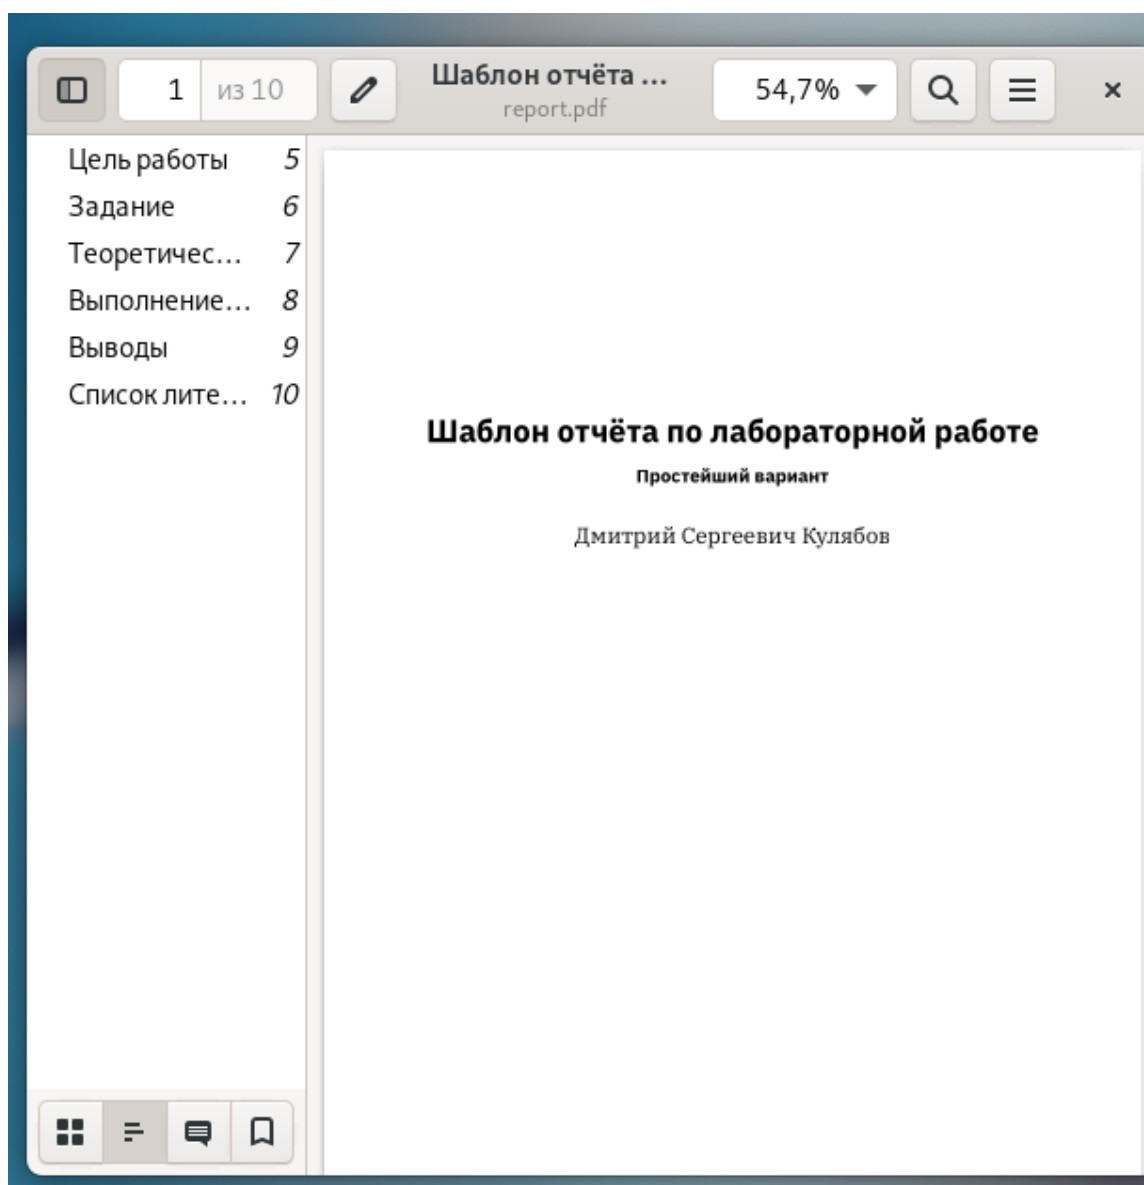 1 из 10 Шаблон отчёта ... 54,7%
report.pdf
Цель работы 5
Задание 6
Теоретичес... 7
Выполнение... 8
Выводы 9
Список лите... 10
Шаблон отчёта по лабораторной работе
Простейший вариант
Дмитрий Сергеевич Кулябов